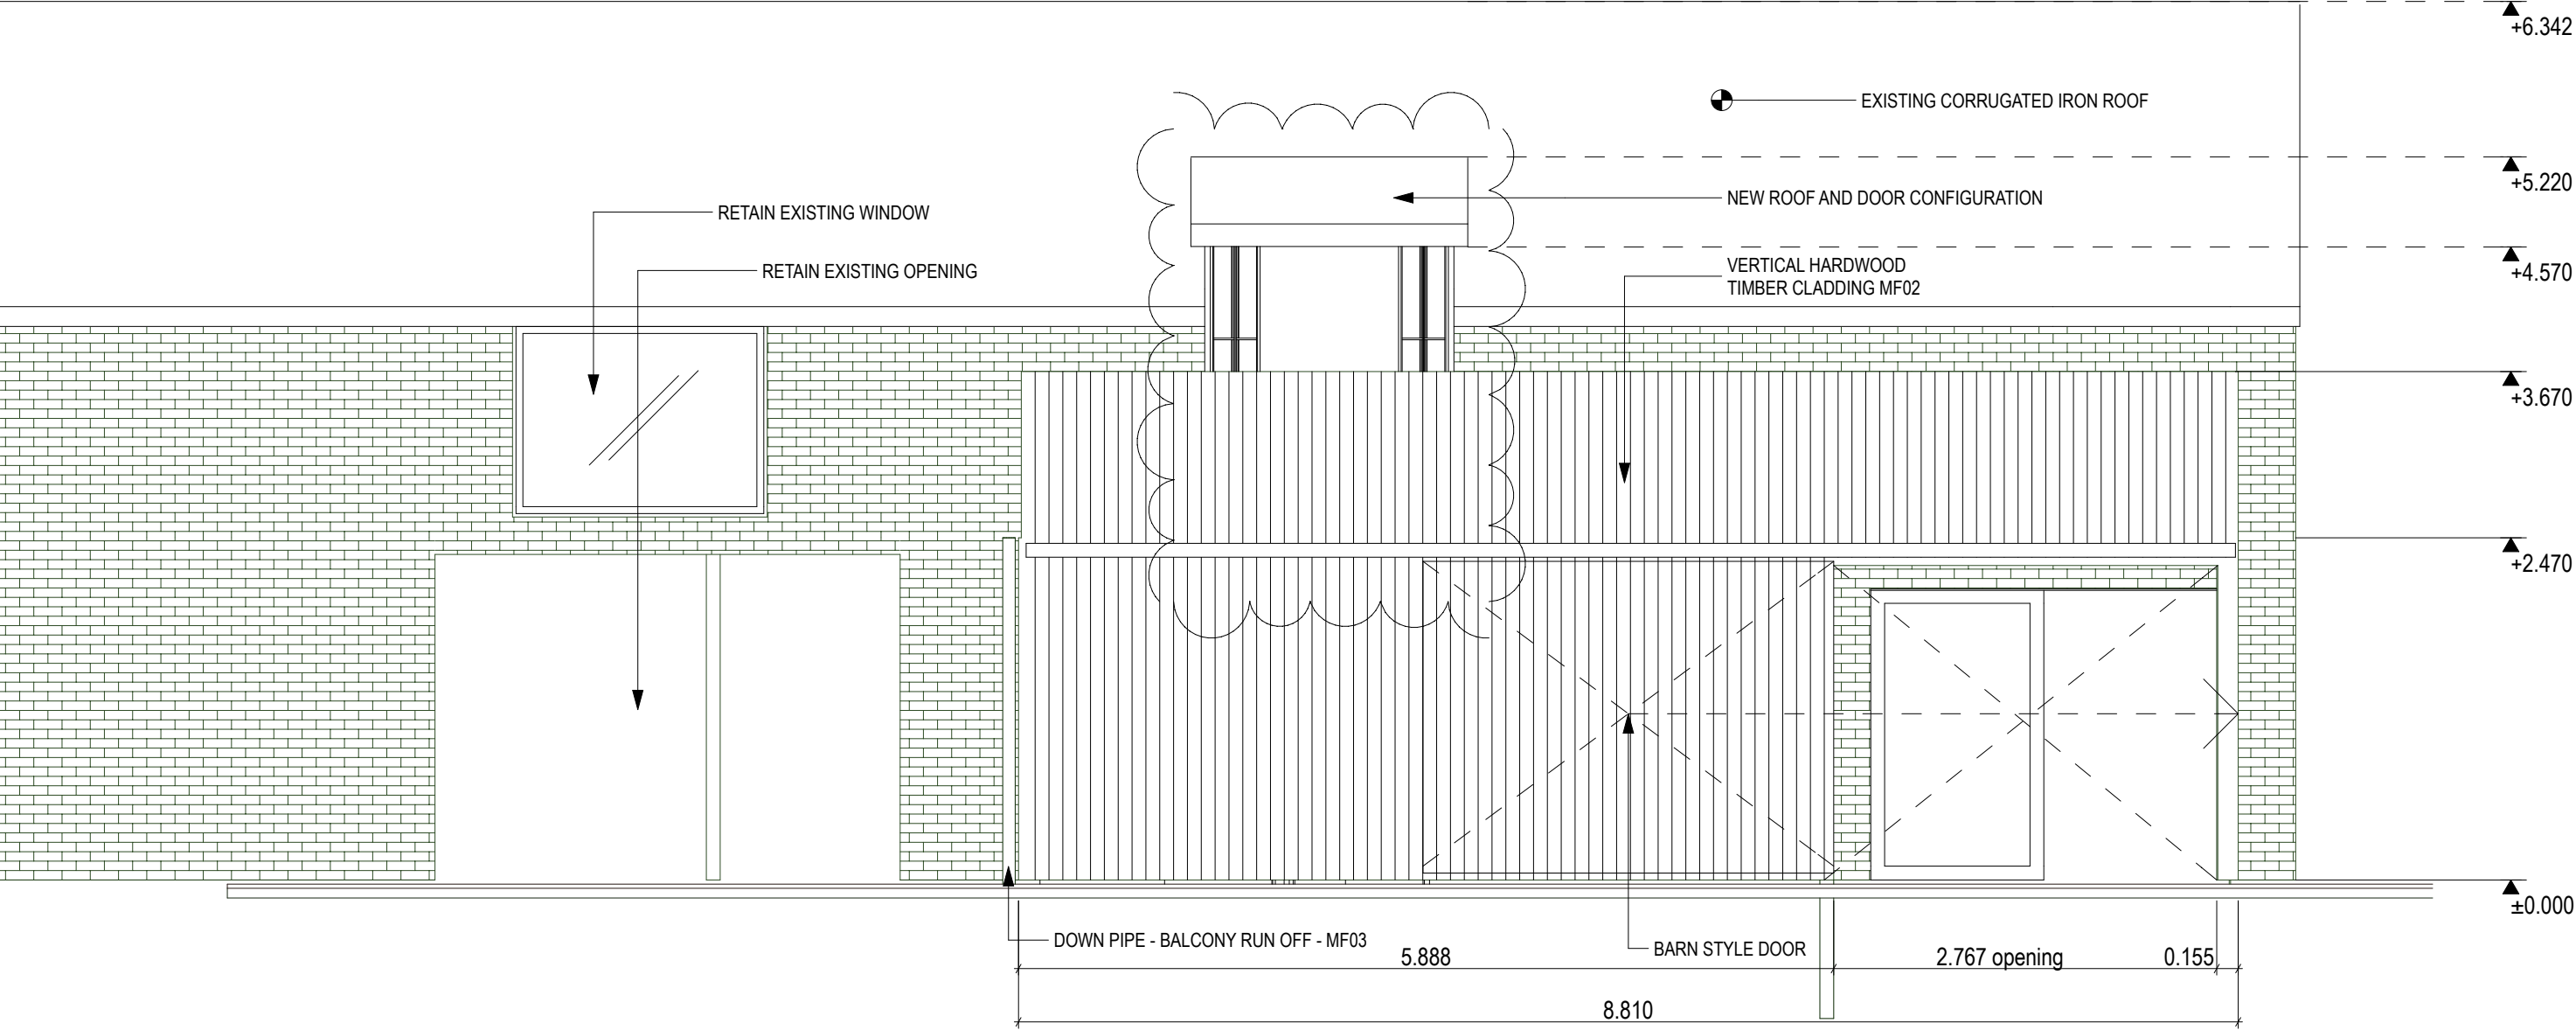 +6.342
EXISTING CORRUGATED IRON ROOF
+5.220
NEW ROOF AND DOOR CONFIGURATION
RETAIN EXISTING WINDOW
RETAIN EXISTING OPENING
+4.570
VERTICAL HARDWOOD
TIMBER CLADDING MF02
+3.670
+2.470
±0.000
DOWN PIPE - BALCONY RUN OFF - MF03
BARN STYLE DOOR
5.888
2.767 opening
0.155
8.810